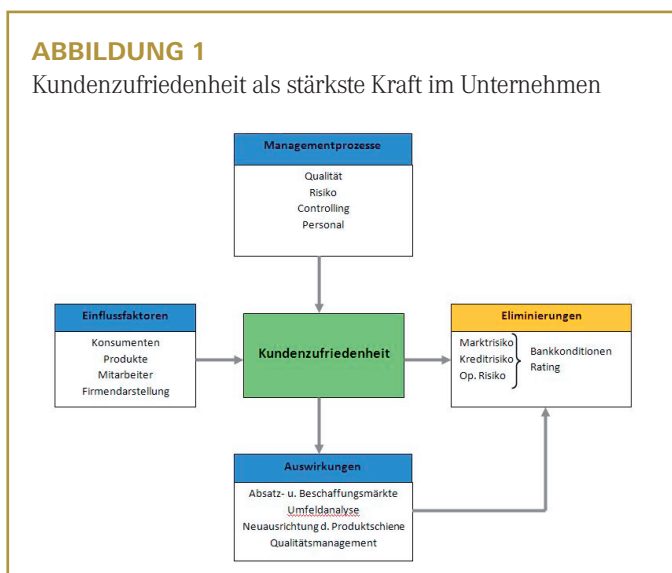 ABBILDUNG 1
Kundenzufriedenheit als stärkste Kraft im Unternehmen
Managementprozesse
Qualität
Risiko
Controlling
Personal
Einflussfaktoren
Konsumenten
Produkte
Mitarbeiter
Firmendarstellung
Kundenzufriedenheit
Eliminierungen
Marktrisiko
Kreditrisiko
Op. Risiko
Bankkonditionen
Rating
Auswirkungen
Absatz- u. Beschaffungsmärkte
Umfeldanalyse
Neuausrichtung d. Produktschiene
Qualitätsmanagement